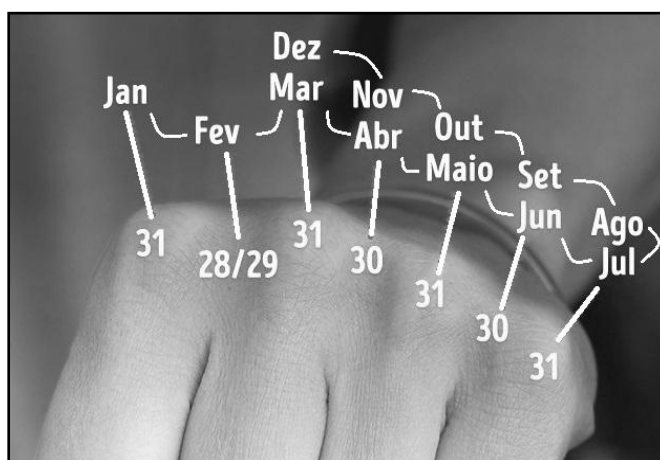 Dez
Jan
Mar
Nov
Fev
Abr
Out
Maio
Set
Jun
Ago
Jul
31
28/29
31
30
31
30
31